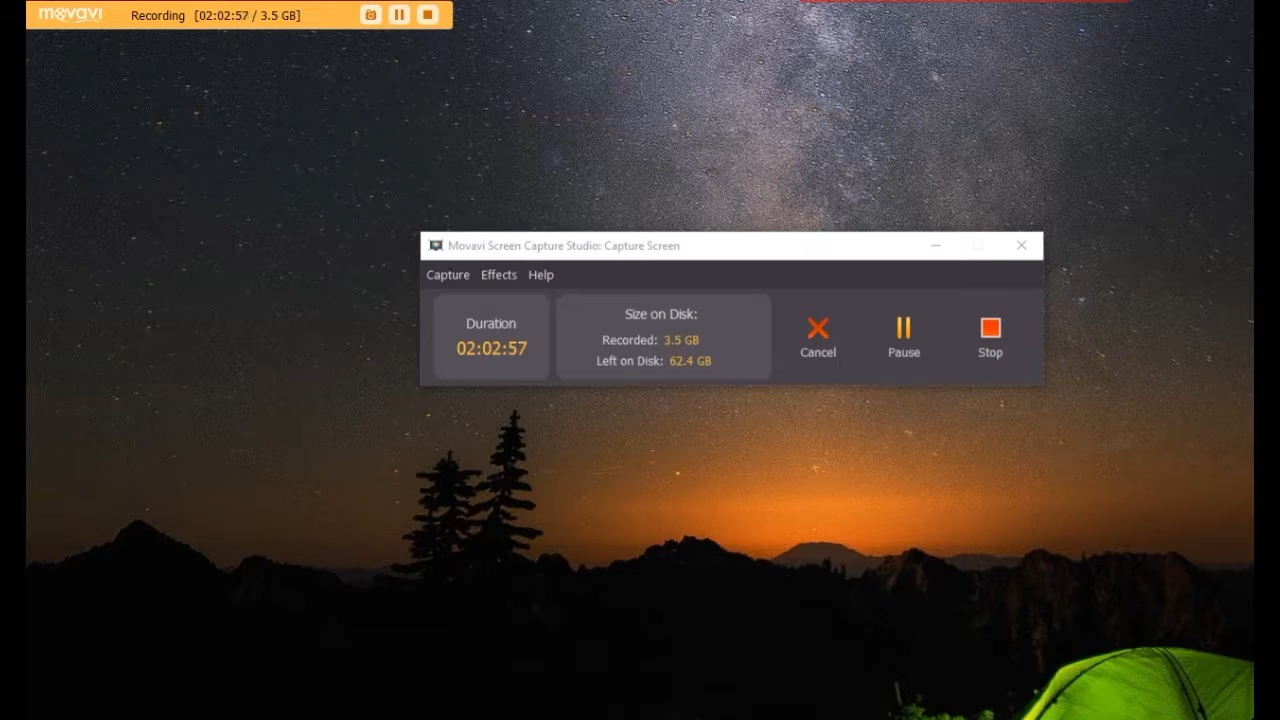 movavi Recording [02:02:57 / 3.5 GB]
Movavi Screen Capture Studio: Capture Screen
Capture Effects Help
Duration
02:02:57
Size on Disk:
Recorded: 3.5 GB
Left on Disk: 62.4 GB
Cancel
Pause
Stop